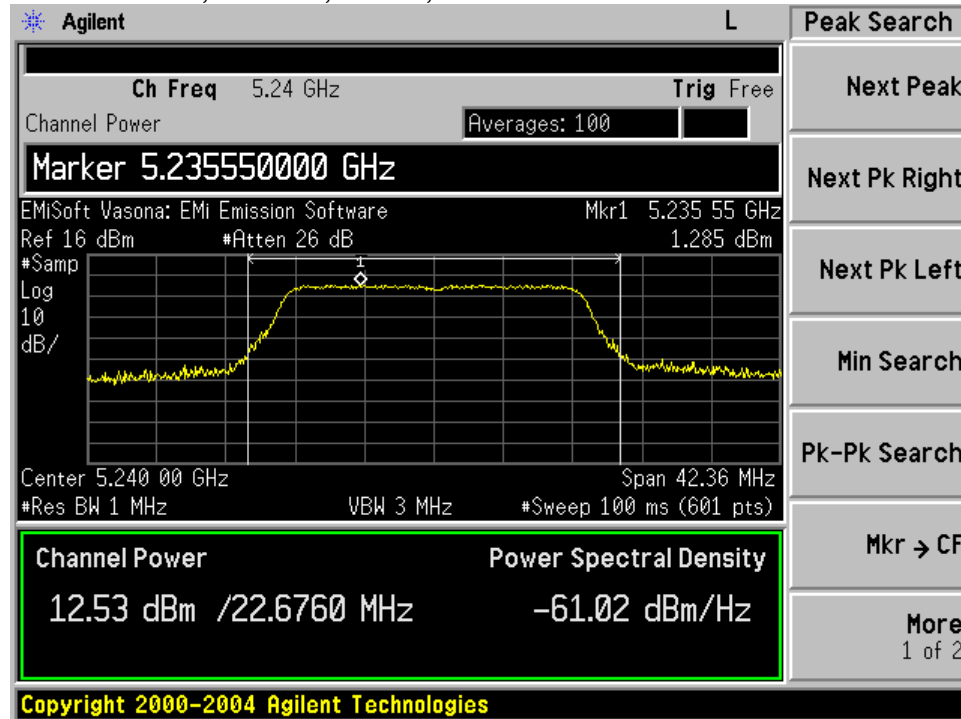 Agilent L Peak Search
Ch Freq 5.24 GHz Trig Free
Channel Power Averages: 100
Marker 5.235550000 GHz
EMiSoft Vasona: EMi Emission Software Mkr1 5.235 55 GHz
Ref 16 dBm #Atten 26 dB 1.285 dBm
#Samp
Log
10
dB/
1
Center 5.240 00 GHz Span 42.36 MHz
#Res BW 1 MHz VBW 3 MHz #Sweep 100 ms (601 pts)
Channel Power Power Spectral Density
12.53 dBm /22.6760 MHz -61.02 dBm/Hz
Copyright 2000-2004 Agilent Technologies
Next Peak
Next Pk Right
Next Pk Left
Min Search
Pk-Pk Search
Mkr → CF
More
1 of 2